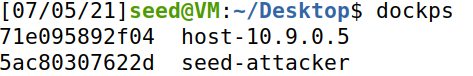 [07/05/21]seed@VM:~/Desktop$ dockps
71e095892f04  host-10.9.0.5
5ac80307622d  seed-attacker